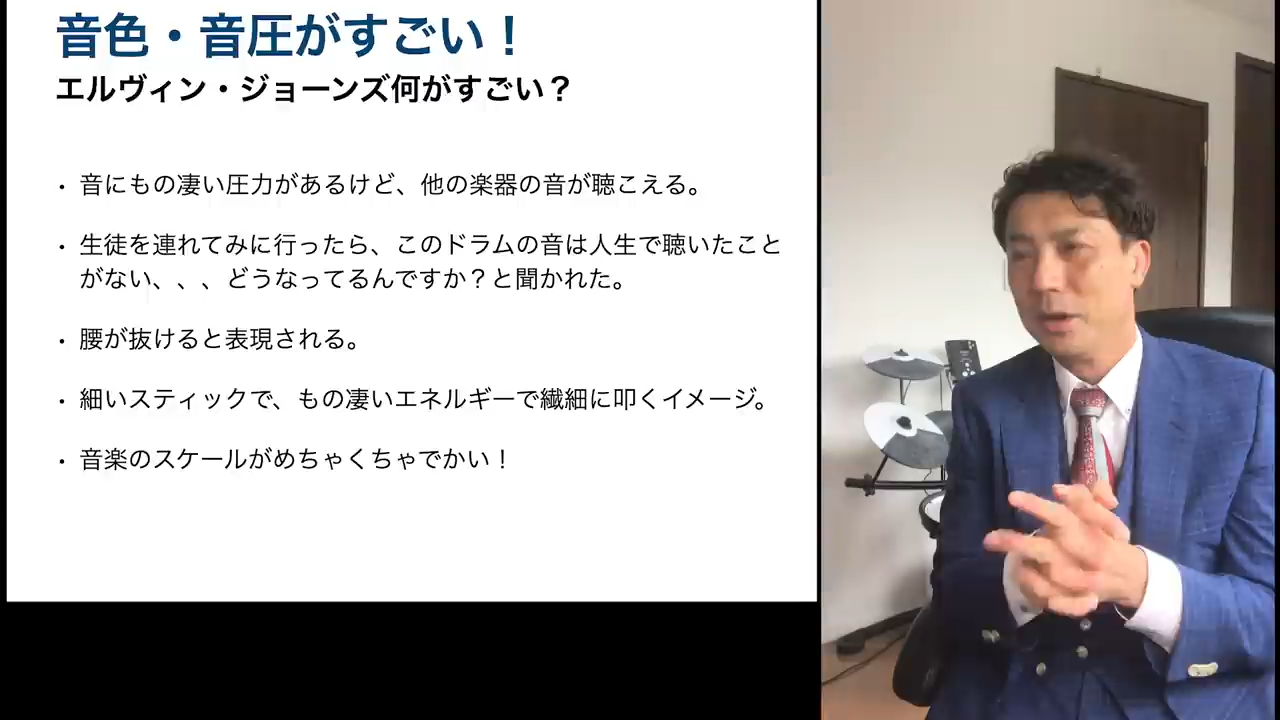 音色・音圧がすごい！
エルヴィン・ジョーンズ何がすごい？
・音にもの凄い圧力があるけど、他の楽器の音が聴こえる。
・生徒を連れてみに行ったら、このドラムの音は人生で聴いたこと
がない、、、どうなってるんですか？と聞かれた。
・腰が抜けると表現される。
・細いスティックで、もの凄いエネルギーで繊細に叩くイメージ。
・音楽のスケールがめちゃくちゃでかい！